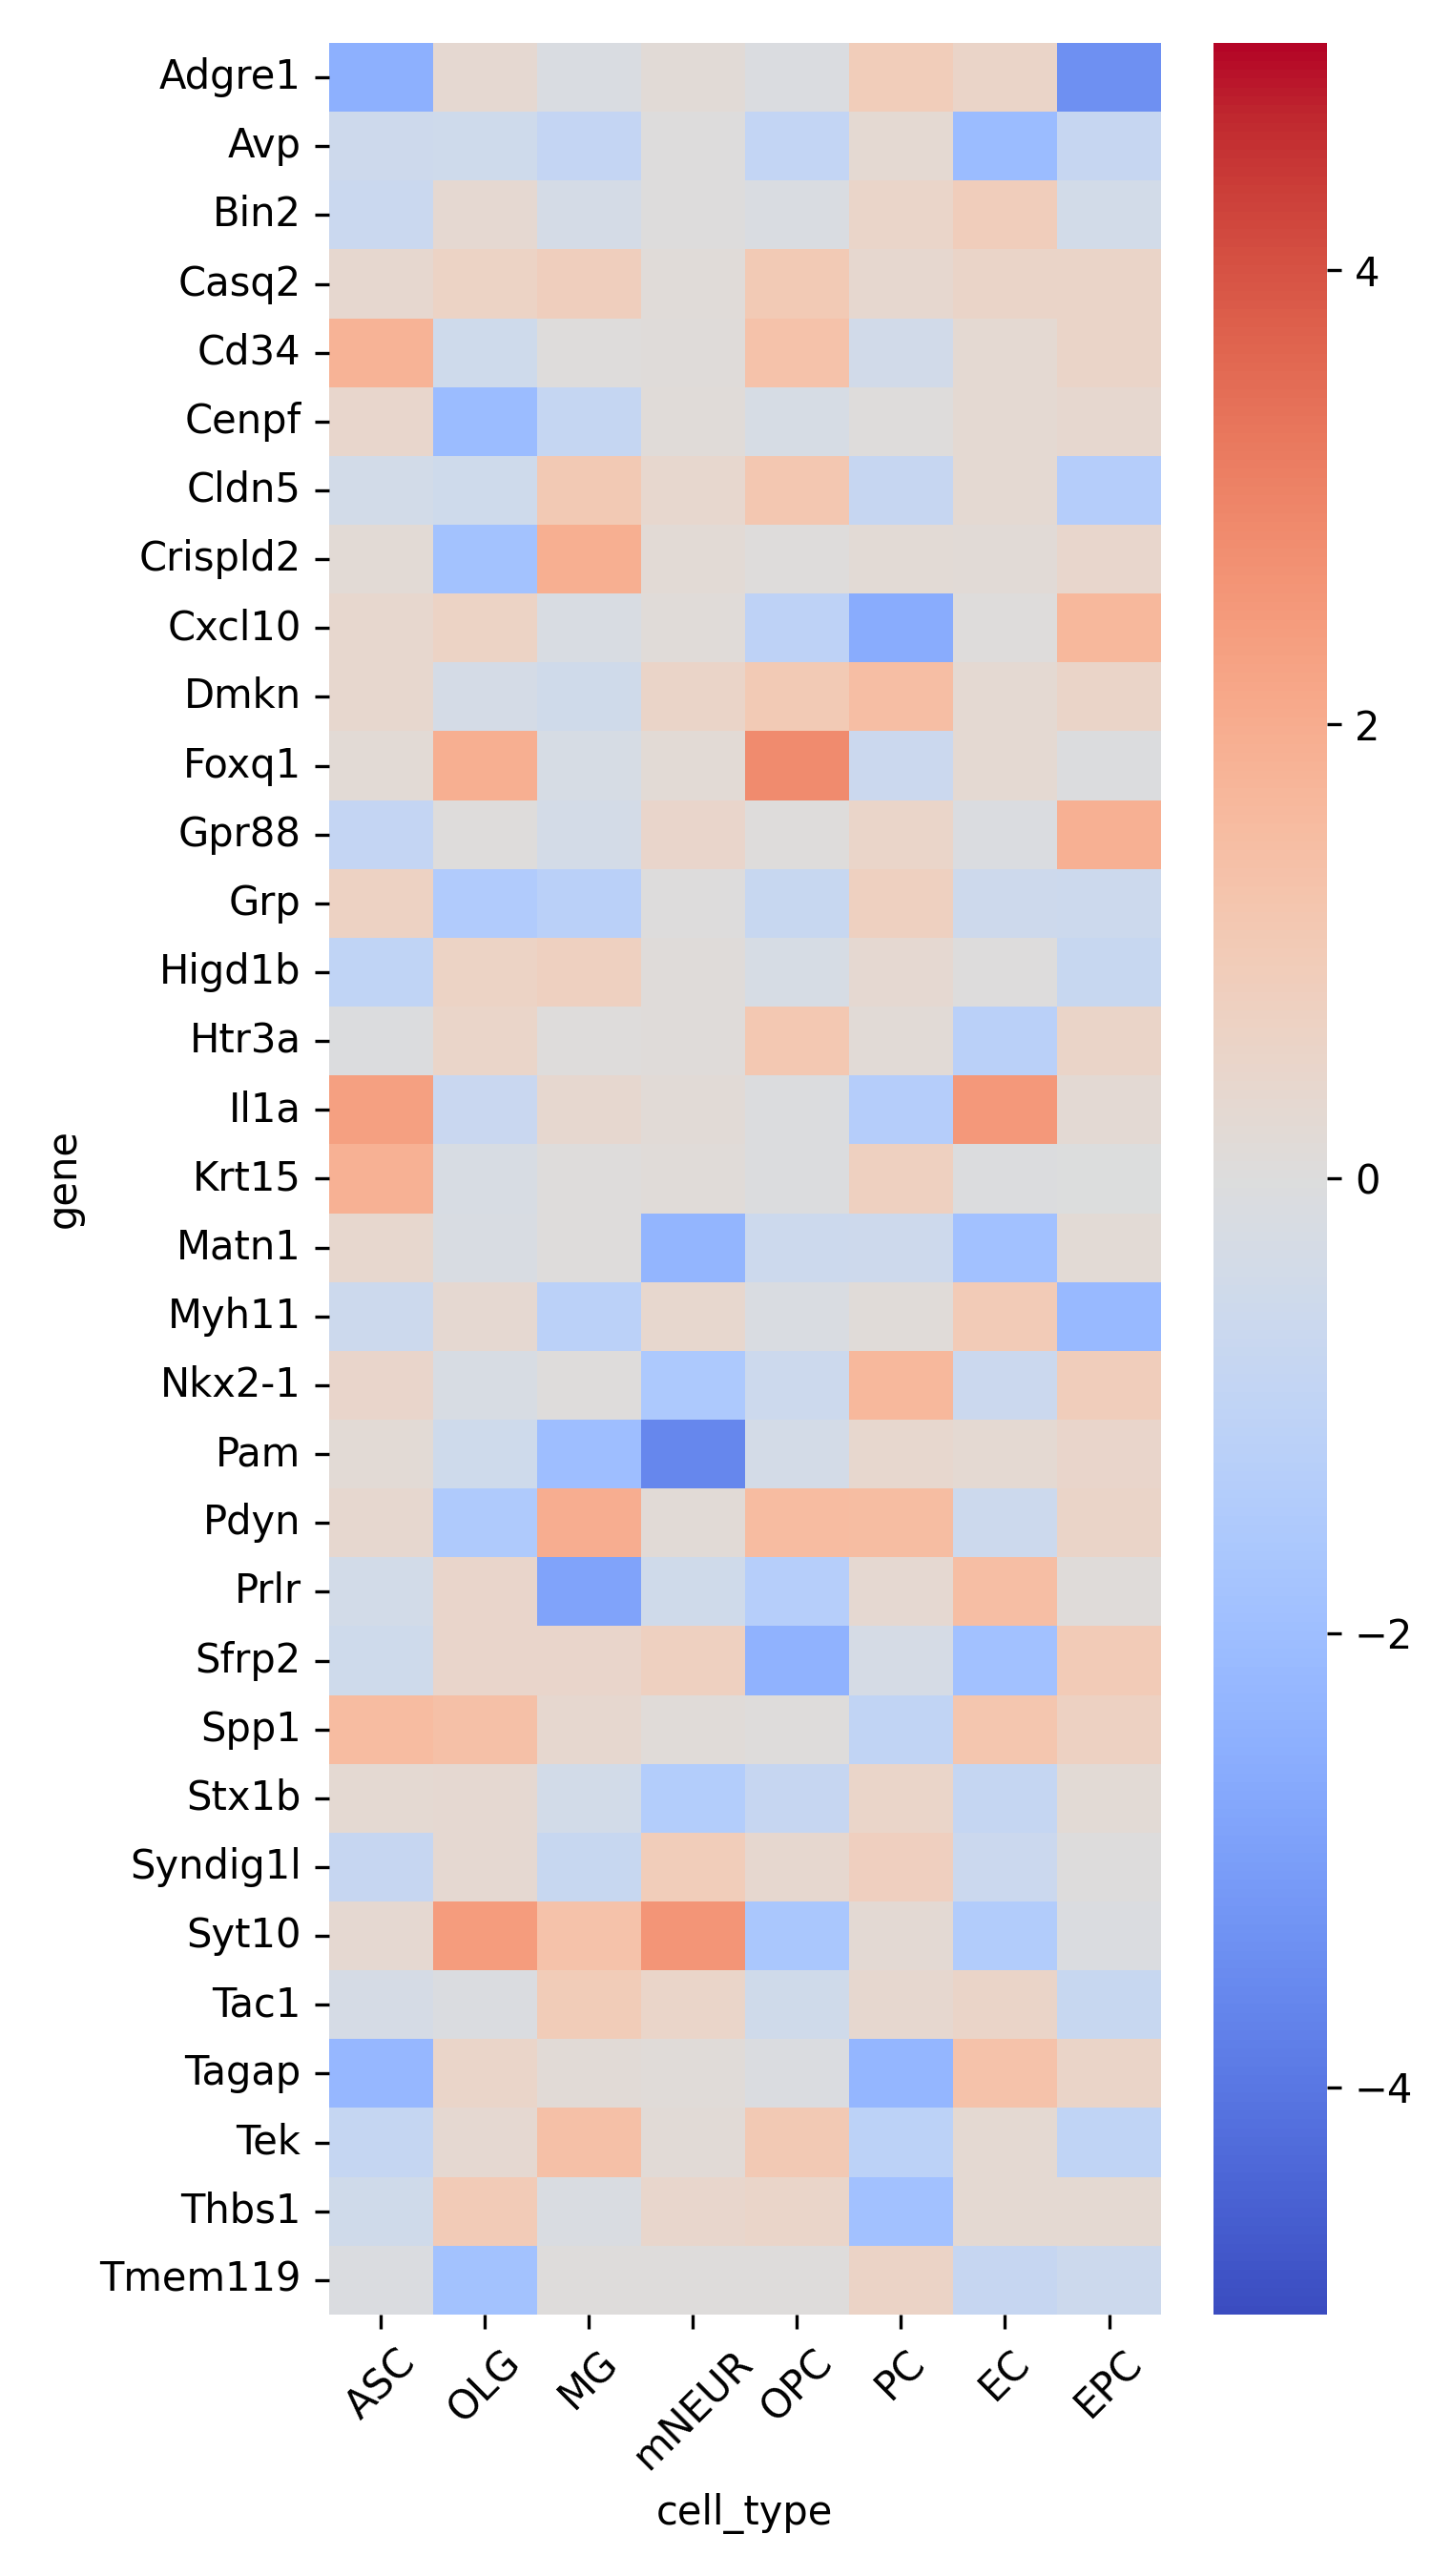 Adgre1
Avp
Bin2
Casq2
Cd34
Cenpf
Cldn5
Crispld2
Cxcl10
Dmkn
Foxq1
Gpr88
Grp
Higd1b
Htr3a
Il1a
Krt15
Matn1
Myh11
Nkx2-1
Pam
Pdyn
Prlr
Sfrp2
Spp1
Stx1b
Syndig1l
Syt10
Tac1
Tagap
Tek
Thbs1
Tmem119
gene
ASC OLG MG mNEUR OPC PC EC EPC
cell_type
4
2
0
−2
−4